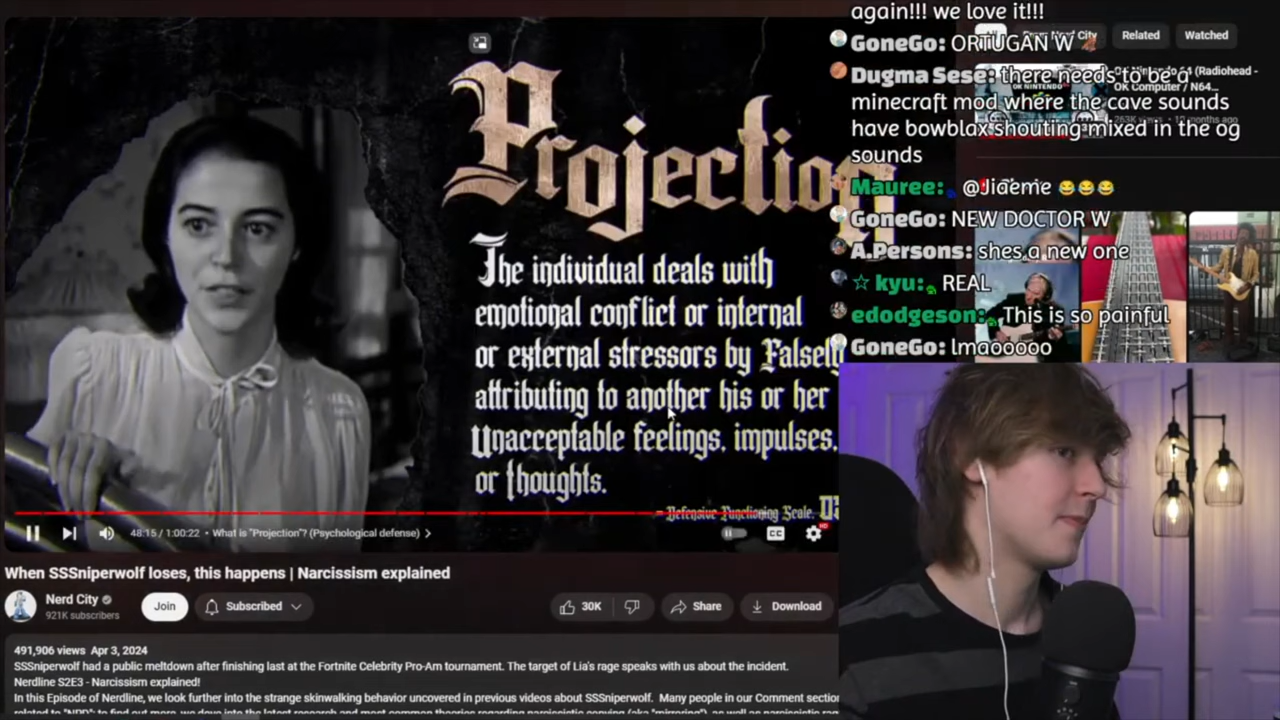 Projection
The individual deals with
emotional conflict or internal
or external stressors by Falsely
attributing to another his or her
Unacceptable feelings, impulses,
or thoughts.
- Defensive Functioning Scale,
48:15 / 1:00:22 • What is "Projection"? (Psychological defense) >
CC
HD
When SSSniperwolf loses, this happens | Narcissism explained
Nerd City
921K subscribers
Join
Subscribed
30K
Share
Download
491,906 views Apr 3, 2024
SSSniperwolf had a public meltdown after finishing last at the Fortnite Celebrity Pro-Am tournament. The target of Lia's rage speaks with us about the incident.
Nerdline S2E3 - Narcissism explained!
In this Episode of Nerdline, we look further into the strange skinwalking behavior uncovered in previous videos about SSSniperwolf. Many people in our Comment section
again!!! we love it!!!
GoneGo: ORTUGAN W
Dugma Sese: there needs to be a
minecraft mod where the cave sounds
have bowblax shouting mixed in the og
sounds
Mauree: @Jiaeme 😂😂😂
GoneGo: NEW DOCTOR W
A.Persons: shes a new one
☆ kyu: REAL
edodgeson: This is so painful
GoneGo: lmaooooo
Related
Watched
(Radiohead -
OK Computer / N64...
OK NINTENDO